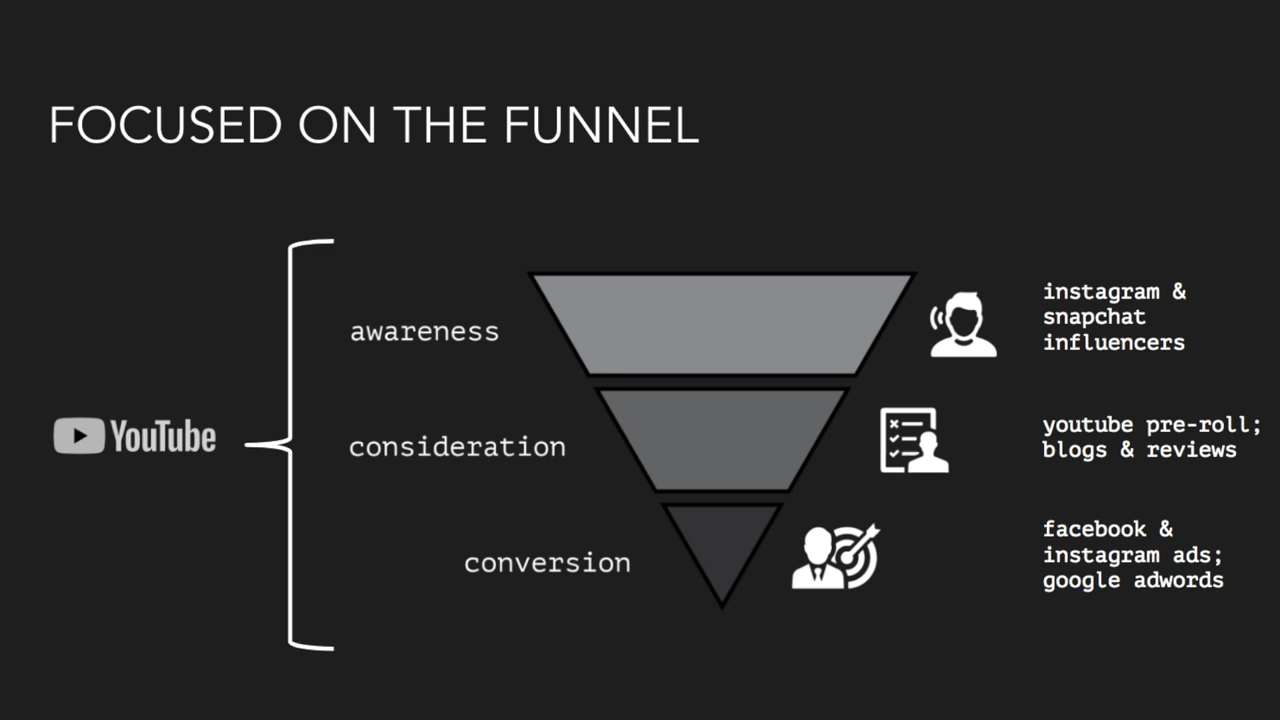 FOCUSED ON THE FUNNEL
YouTube
awareness
consideration
conversion
instagram &
snapchat
influencers
youtube pre-roll;
blogs & reviews
facebook &
instagram ads;
google adwords